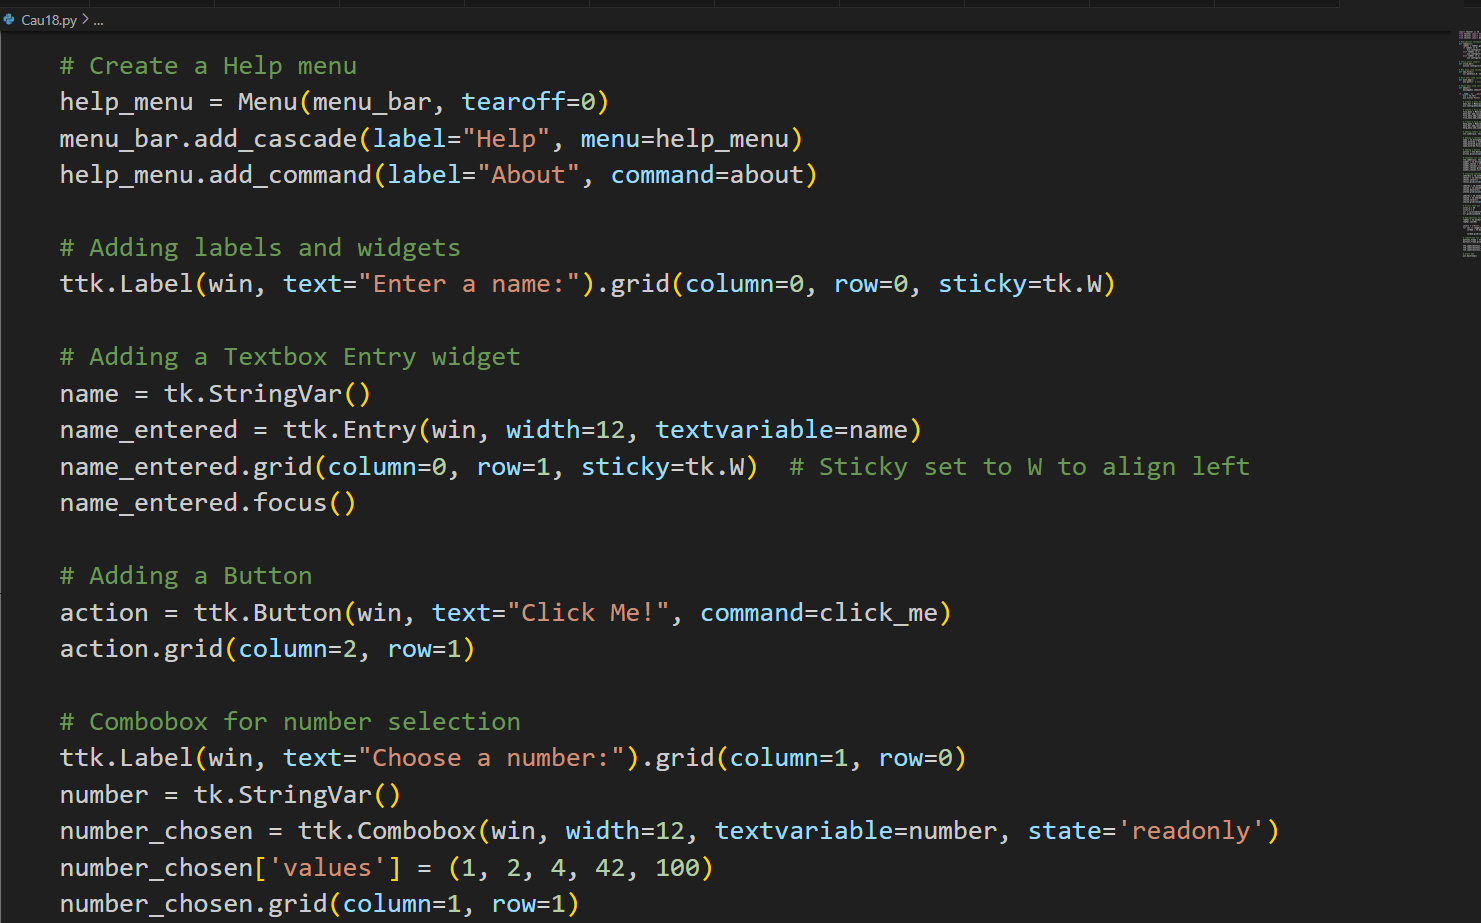 Cau18.py > ...
# Create a Help menu
help_menu = Menu(menu_bar, tearoff=0)
menu_bar.add_cascade(label="Help", menu=help_menu)
help_menu.add_command(label="About", command=about)
# Adding labels and widgets
ttk.Label(win, text="Enter a name:").grid(column=0, row=0, sticky=tk.W)
# Adding a Textbox Entry widget
name = tk.StringVar()
name_entered = ttk.Entry(win, width=12, textvariable=name)
name_entered.grid(column=0, row=1, sticky=tk.W)  # Sticky set to W to align left
name_entered.focus()
# Adding a Button
action = ttk.Button(win, text="Click Me!", command=click_me)
action.grid(column=2, row=1)
# Combobox for number selection
ttk.Label(win, text="Choose a number:").grid(column=1, row=0)
number = tk.StringVar()
number_chosen = ttk.Combobox(win, width=12, textvariable=number, state='readonly')
number_chosen['values'] = (1, 2, 4, 42, 100)
number_chosen.grid(column=1, row=1)